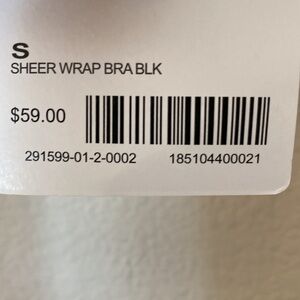 S
SHEER WRAP BRA BLK
$59.00
291599-01-2-0002 185104400021